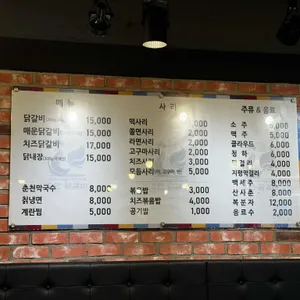 메 뉴
닭갈비 15,000
매운닭갈비 15,000
치즈닭갈비 17,000
닭내장 15,000
춘천막국수 8,000
칡냉면 8,000
계란찜 5,000
사 리
떡사리
쫄면사리 2,000
라면사리 2,000
고구마사리 2,000
치즈사리 3,000
모듬사리 5,000
볶음밥 3,000
치즈볶음밥 4,000
공기밥 1,000
주류 & 음료
소 주
맥 주 5,000
클라우드 6,000
청 하 6,000
막걸리 4,000
지평막걸리 4,000
백세주 8,000
산사춘 8,000
복분자 12,000
음료수 2,000